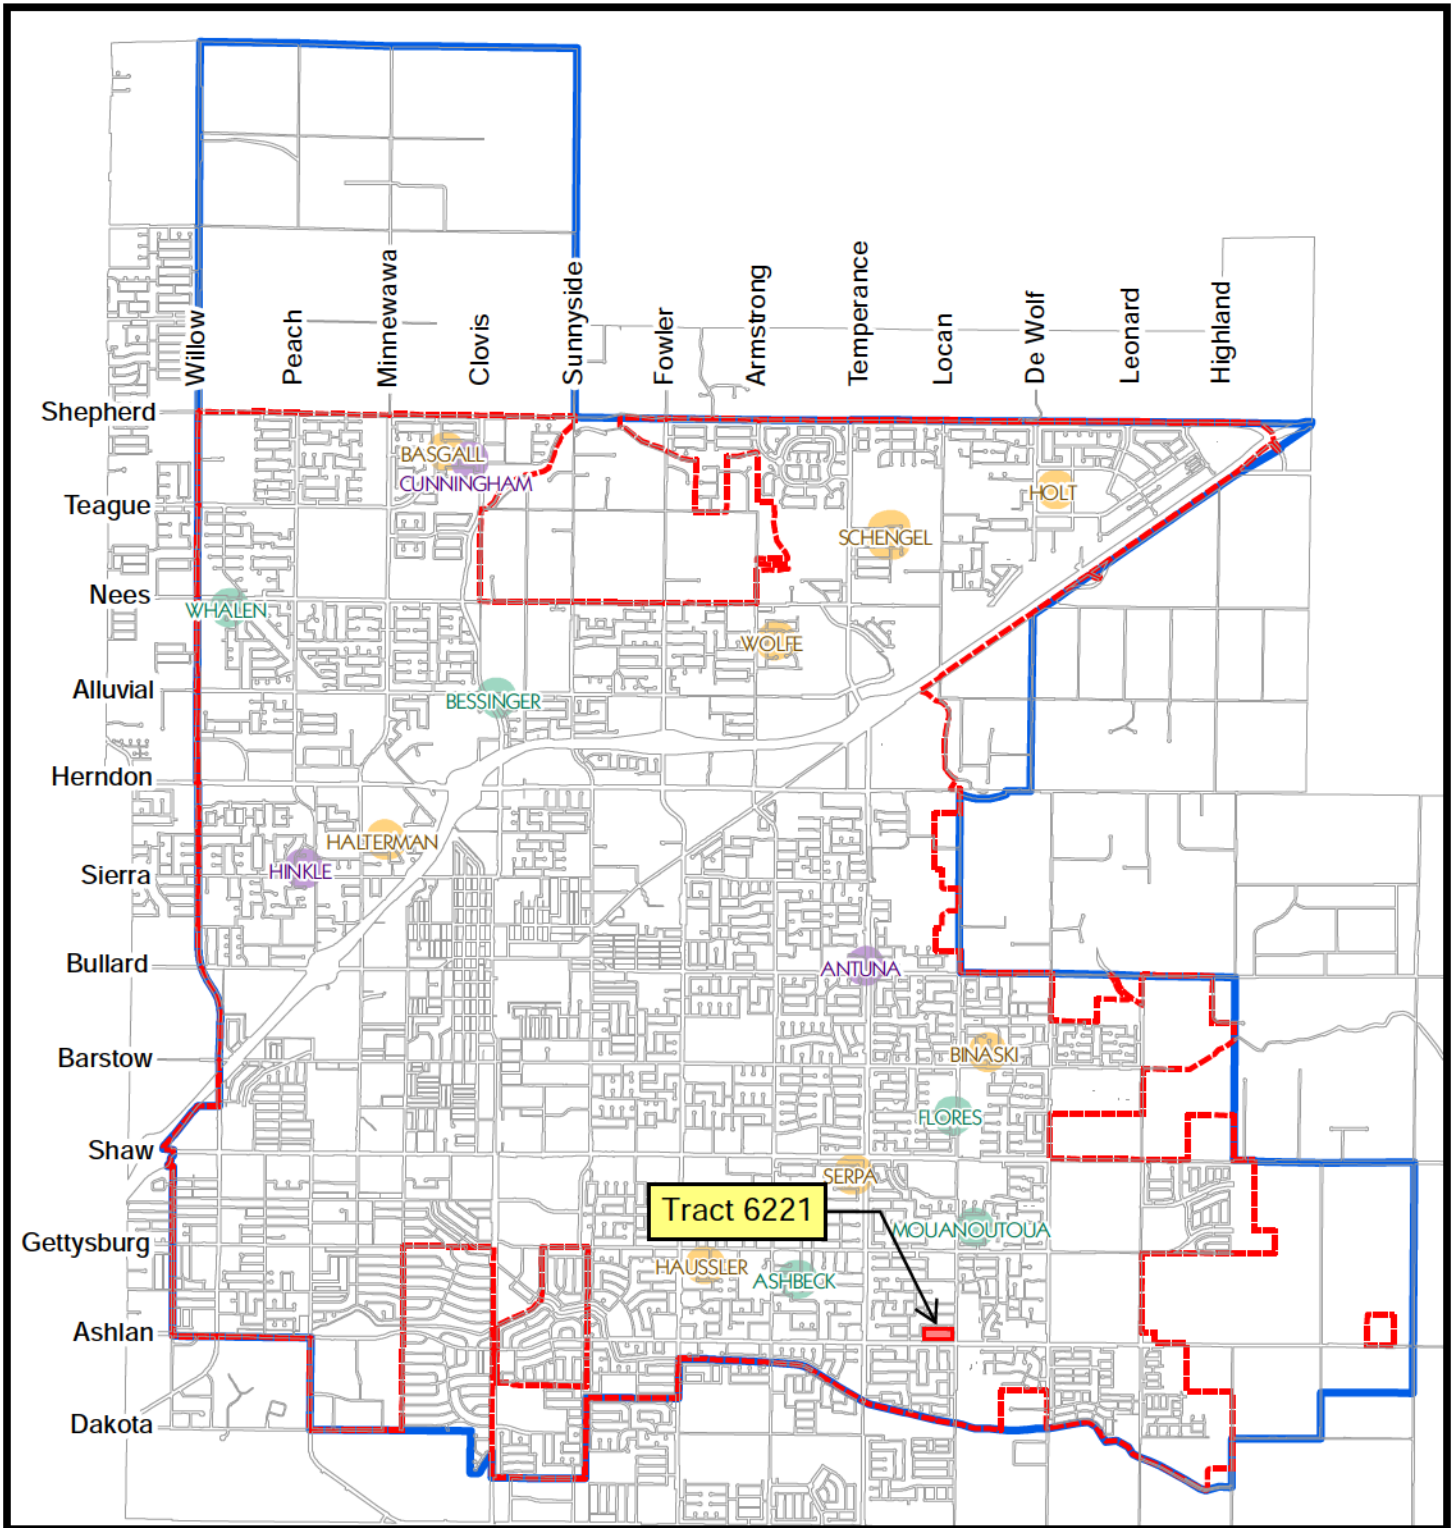 Willow
Peach
Minnewawa
Clovis
Sunnyside
Fowler
Armstrong
Temperance
Locan
De Wolf
Leonard
Highland
Shepherd
BASGALL
CUNNINGHAM
HOLT
Teague
SCHENGEL
Nees
WHALEN
WOLFE
Alluvial
BESSINGER
Herndon
HALTERMAN
HINKLE
Sierra
Bullard
ANTUNA
Barstow
BINASKI
FLORES
Shaw
SERPA
Tract 6221
MOUANOUTOUA
Gettysburg
HAUSSLER
ASHBECK
Ashlan
Dakota